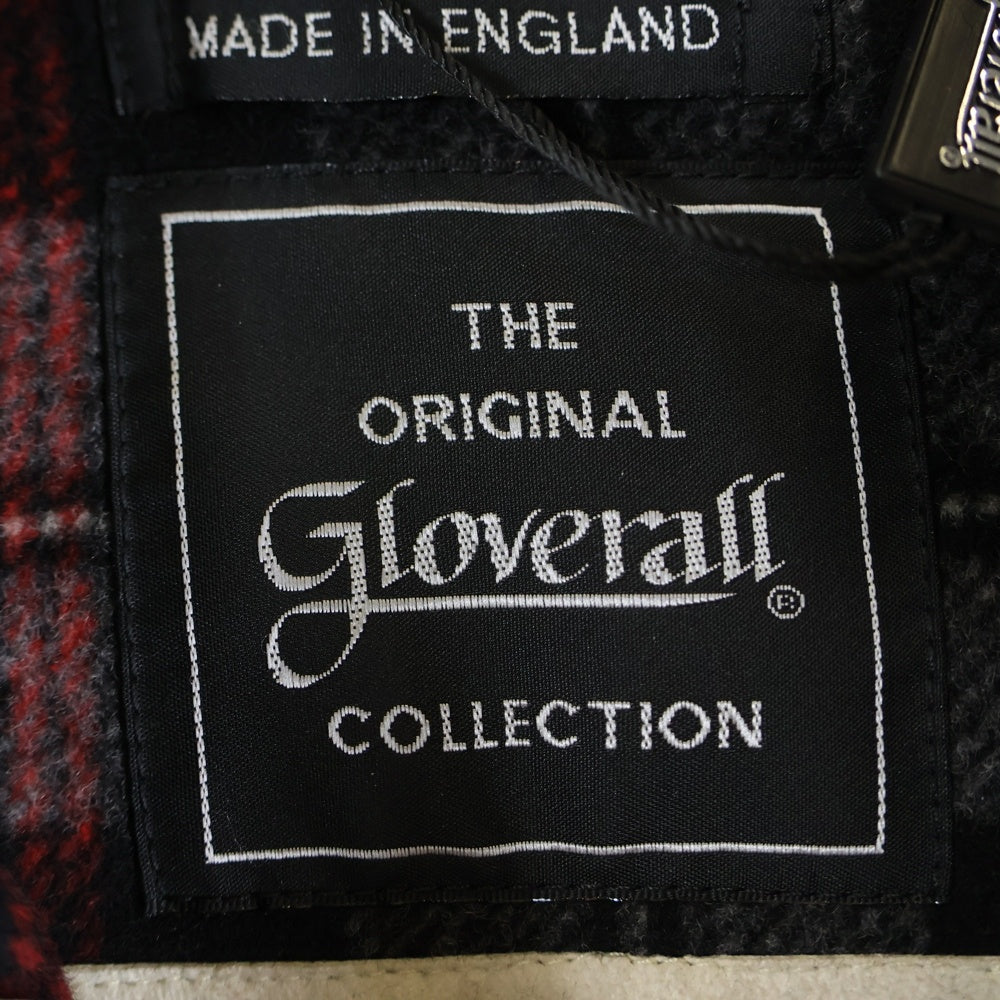 MADE IN ENGLAND
THE
ORIGINAL
Gloverall®
COLLECTION